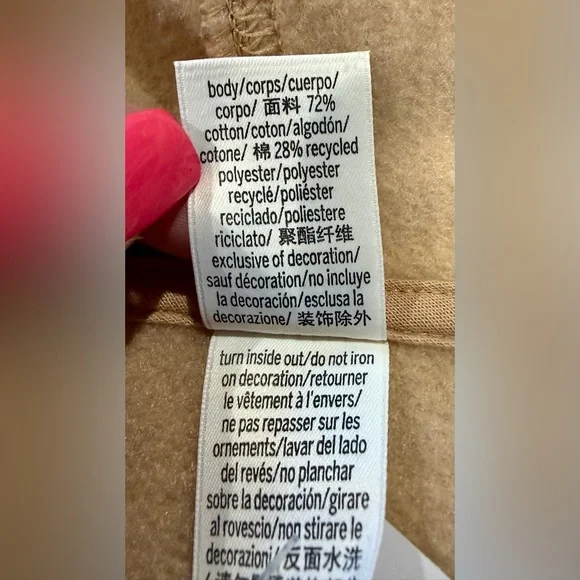 body/corps/cuerpo/
corpo/ 面料 72%
cotton/coton/algodón/
cotone/ 棉 28% recycled
polyester/polyester
recyclé/poliéster
reciclado/poliestere
riciclato/ 聚酯纤维
exclusive of decoration/
sauf décoration/no incluye
la decoración/esclusa la
decorazione/ 装饰除外
turn inside out/do not iron
on decoration/retourner
le vêtement à l'envers/
ne pas repasser sur les
ornements/lavar del lado
del revés/no planchar
sobre la decoración/girare
al rovescio/non stirare le
decorazioni/ 反面水洗